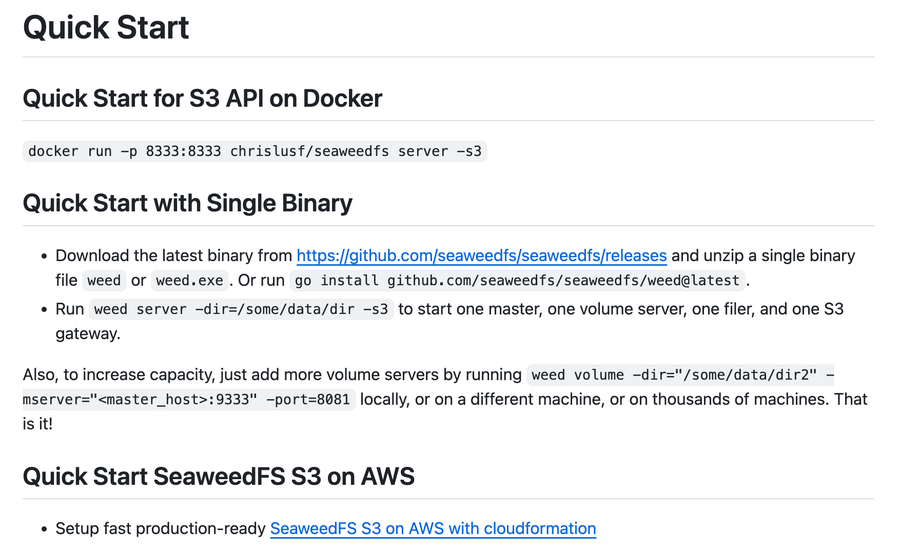 Quick Start
Quick Start for S3 API on Docker
docker run -p 8333:8333 chrislusf/seaweedfs server -s3
Quick Start with Single Binary
• Download the latest binary from https://github.com/seaweedfs/seaweedfs/releases and unzip a single binary
file weed or weed.exe . Or run go install github.com/seaweedfs/seaweedfs/weed@latest .
• Run weed server -dir=/some/data/dir -s3 to start one master, one volume server, one filer, and one S3
gateway.
Also, to increase capacity, just add more volume servers by running weed volume -dir="/some/data/dir2" -
mserver="<master_host>:9333" -port=8081 locally, or on a different machine, or on thousands of machines. That
is it!
Quick Start SeaweedFS S3 on AWS
• Setup fast production-ready SeaweedFS S3 on AWS with cloudformation